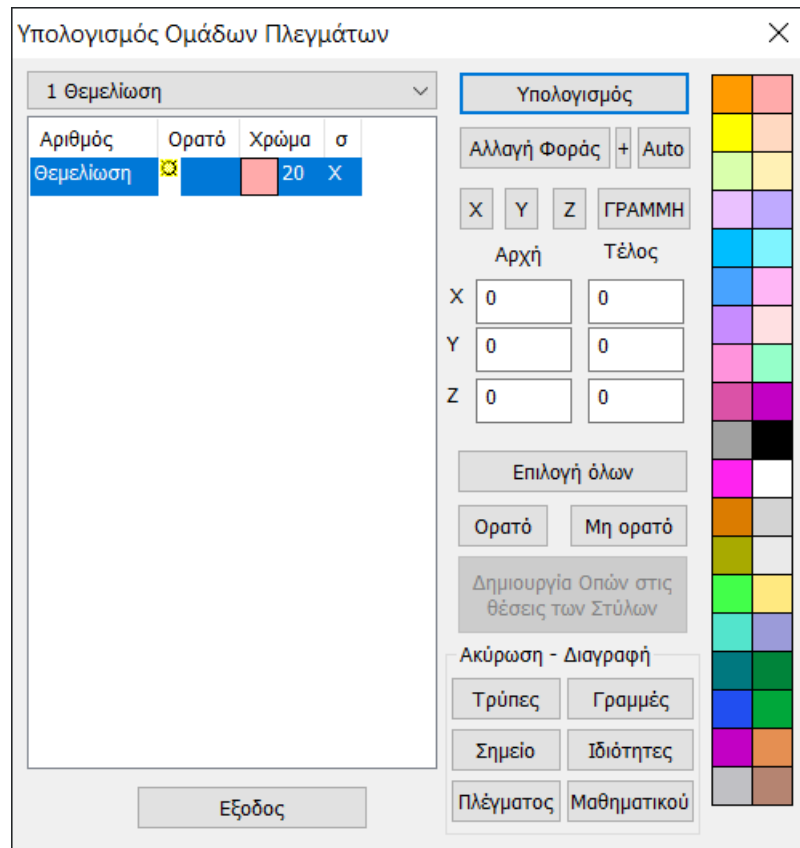 Υπολογισμός Ομάδων Πλεγμάτων
1 Θεμελίωση
Αριθμός Ορατό Χρώμα σ
Θεμελίωση 20 X
Υπολογισμός
Αλλαγή Φοράς + Auto
X Y Z ΓΡΑΜΜΗ
Αρχή Τέλος
X 0 0
Y 0 0
Z 0 0
Επιλογή όλων
Ορατό Μη ορατό
Δημιουργία Οπών στις
θέσεις των Στύλων
Ακύρωση - Διαγραφή
Τρύπες Γραμμές
Σημείο Ιδιότητες
Πλέγματος Μαθηματικού
Εξοδος